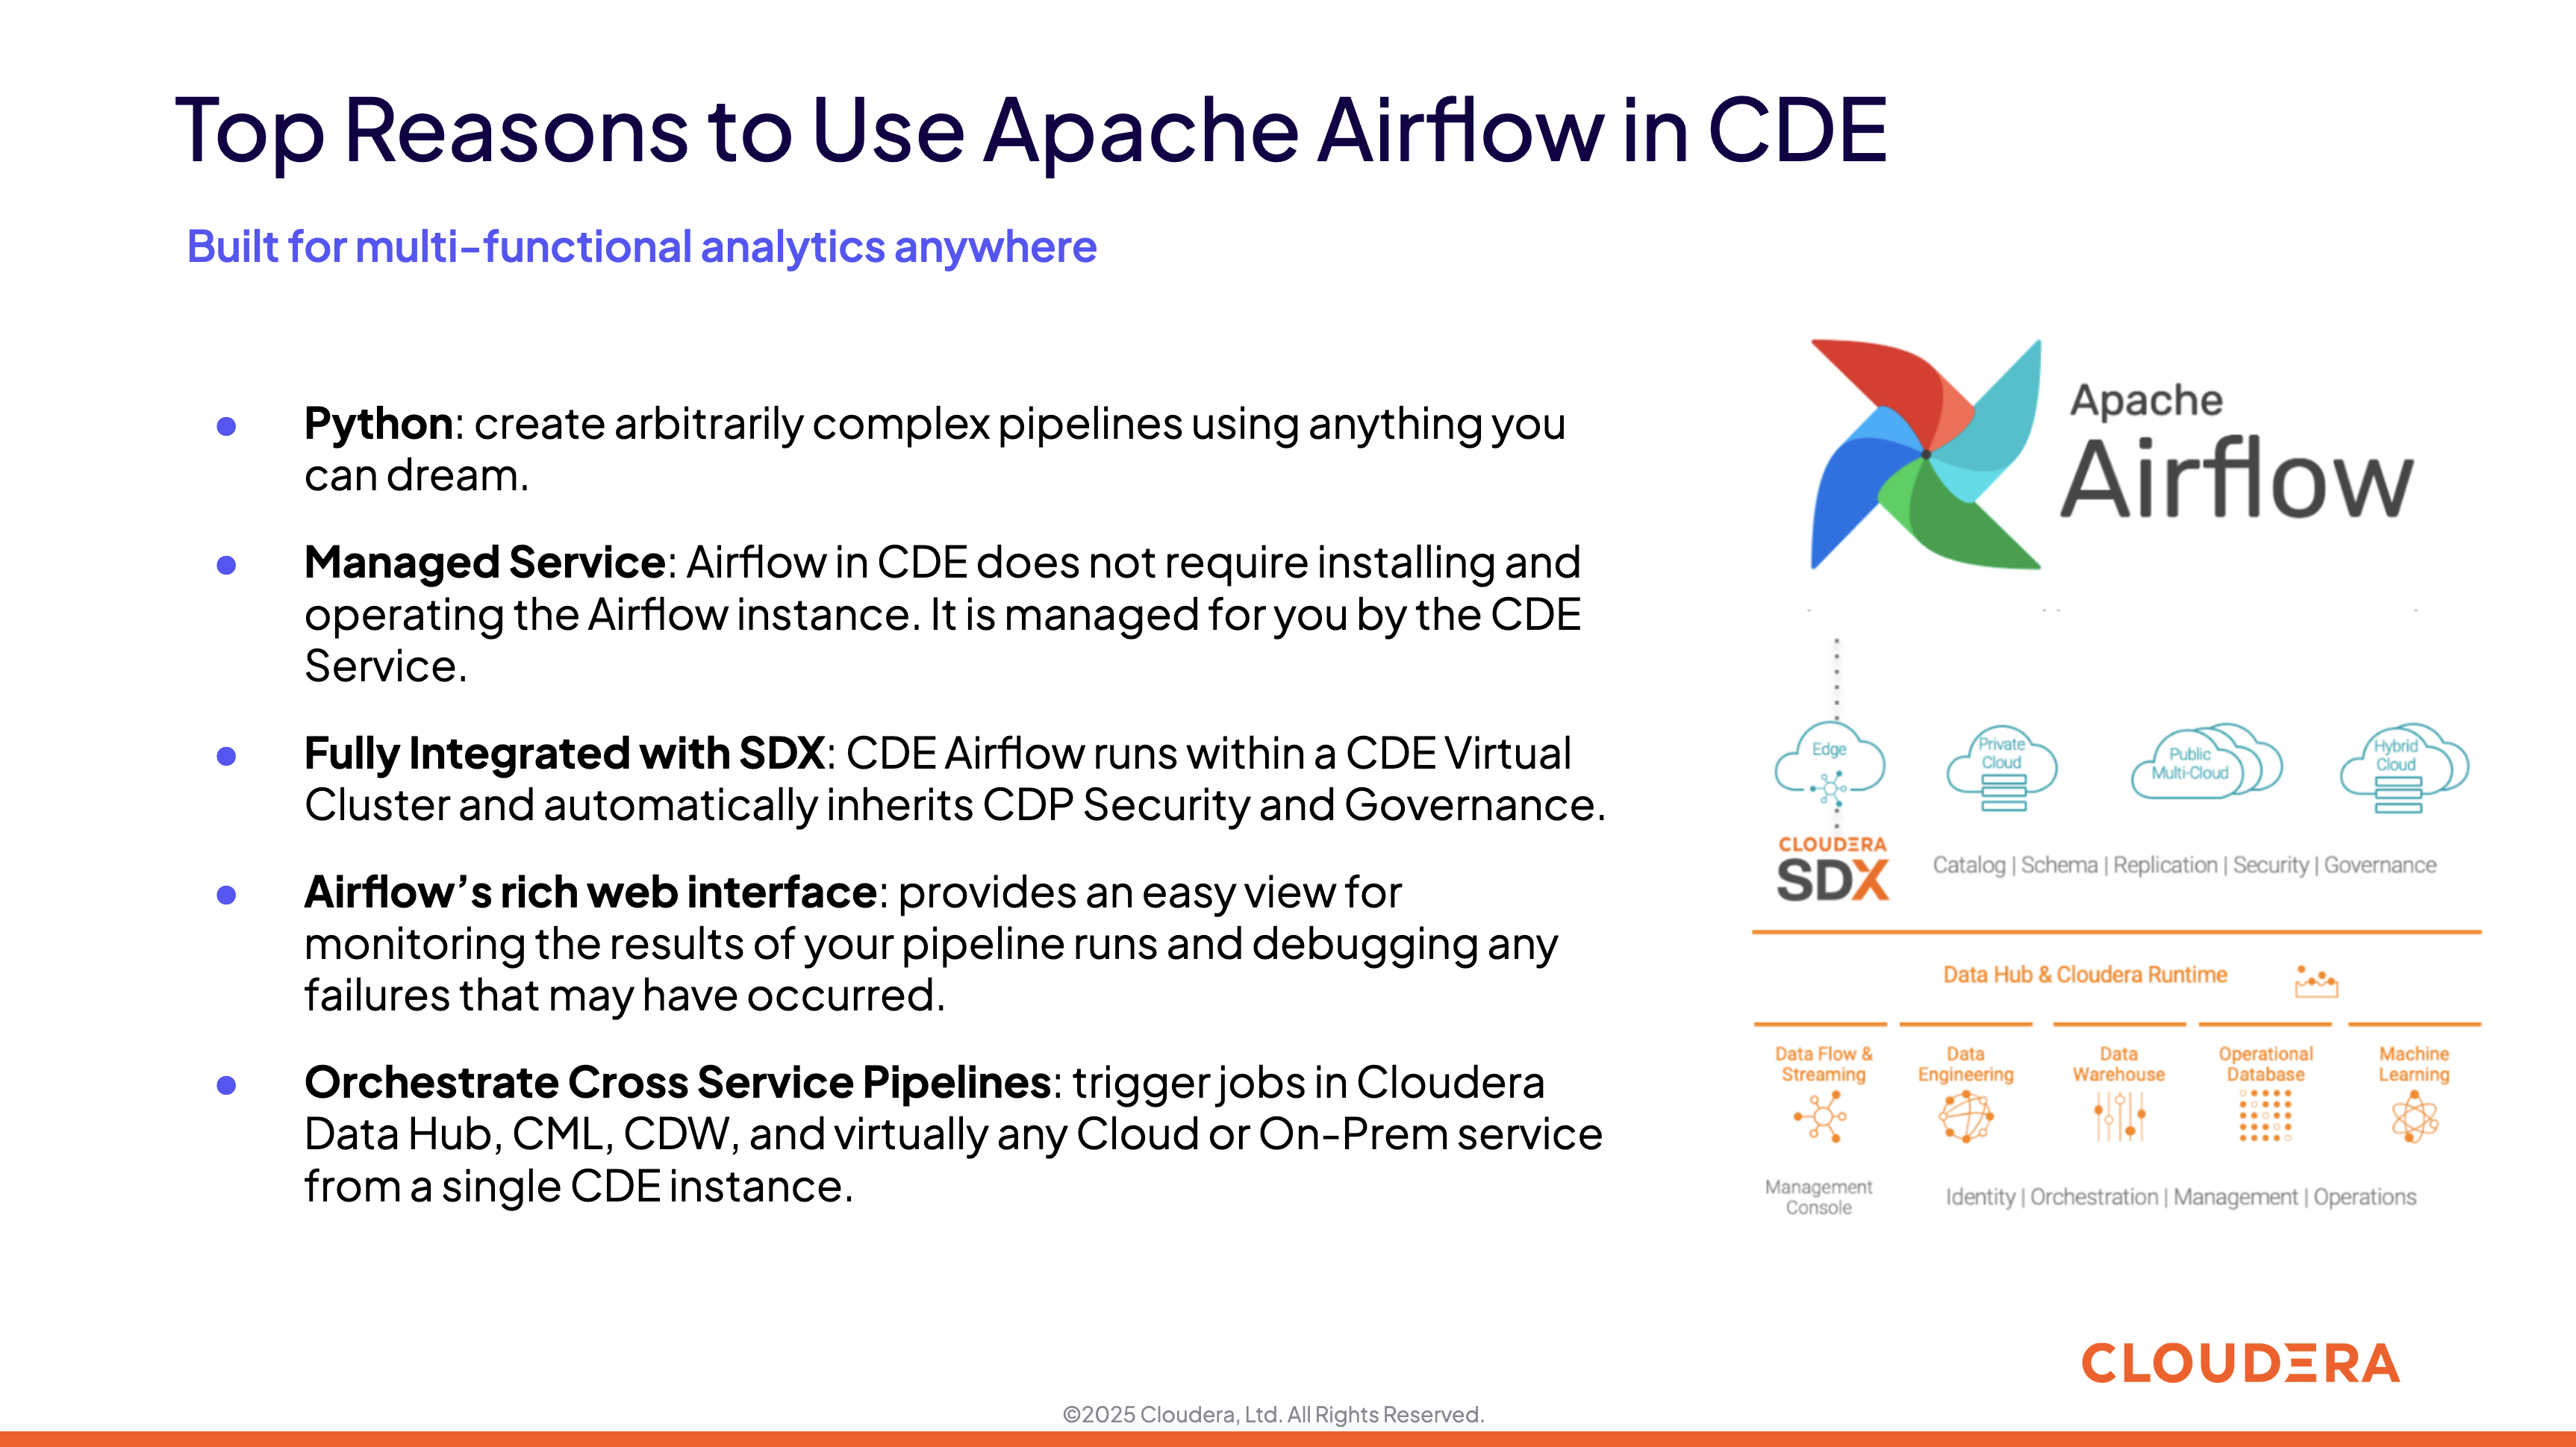 Top Reasons to Use Apache Airflow in CDE
Built for multi-functional analytics anywhere
● Python: create arbitrarily complex pipelines using anything you
can dream.
● Managed Service: Airflow in CDE does not require installing and
operating the Airflow instance. It is managed for you by the CDE
Service.
● Fully Integrated with SDX: CDE Airflow runs within a CDE Virtual
Cluster and automatically inherits CDP Security and Governance.
● Airflow’s rich web interface: provides an easy view for
monitoring the results of your pipeline runs and debugging any
failures that may have occurred.
● Orchestrate Cross Service Pipelines: trigger jobs in Cloudera
Data Hub, CML, CDW, and virtually any Cloud or On-Prem service
from a single CDE instance.
Apache
Airflow
Edge
Private
Cloud
Public
Multi-Cloud
Hybrid
Cloud
CLOUDERA
SDX
Catalog | Schema | Replication | Security | Governance
Data Hub & Cloudera Runtime
Data Flow &
Streaming
Data
Engineering
Data
Warehouse
Operational
Database
Machine
Learning
Management
Console
Identity | Orchestration | Management | Operations
CLOUDERA
©2025 Cloudera, Ltd. All Rights Reserved.